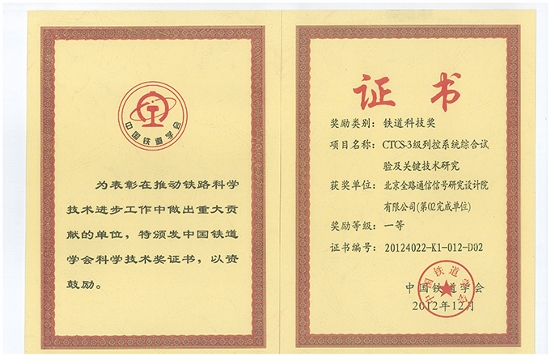 中国铁道学会
为表彰在推动铁路科学
技术进步工作中做出重大贡
献的单位，特颁发中国铁道
学会科学技术奖证书，以资
鼓励。
证书
奖励类别：铁道科技奖
项目名称：CTCS-3级列控系统综合试
验及关键技术研究
获奖单位：北京全路通信信号研究设计院
有限公司(第02完成单位)
奖励等级：一等
证书编号：20124022-K1-012-D02
中国铁道学会
2012年12月
中国铁道学会